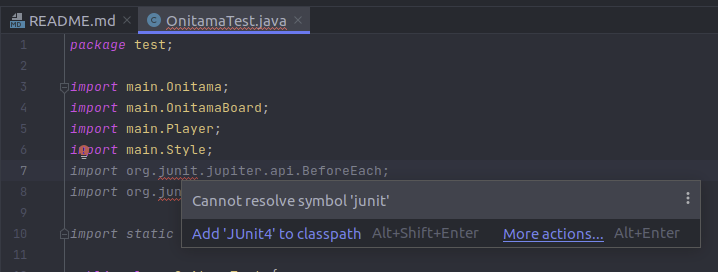 README.md
OnitamaTest.java
1 package test;
2
3 import main.Onitama;
4 import main.OnitamaBoard;
5 import main.Player;
6 import main.Style;
7 import org.junit.jupiter.api.BeforeEach;
8 import org.jun
Cannot resolve symbol 'junit'
9
Add 'JUnit4' to classpath Alt+Shift+Enter More actions... Alt+Enter
10 import static
11